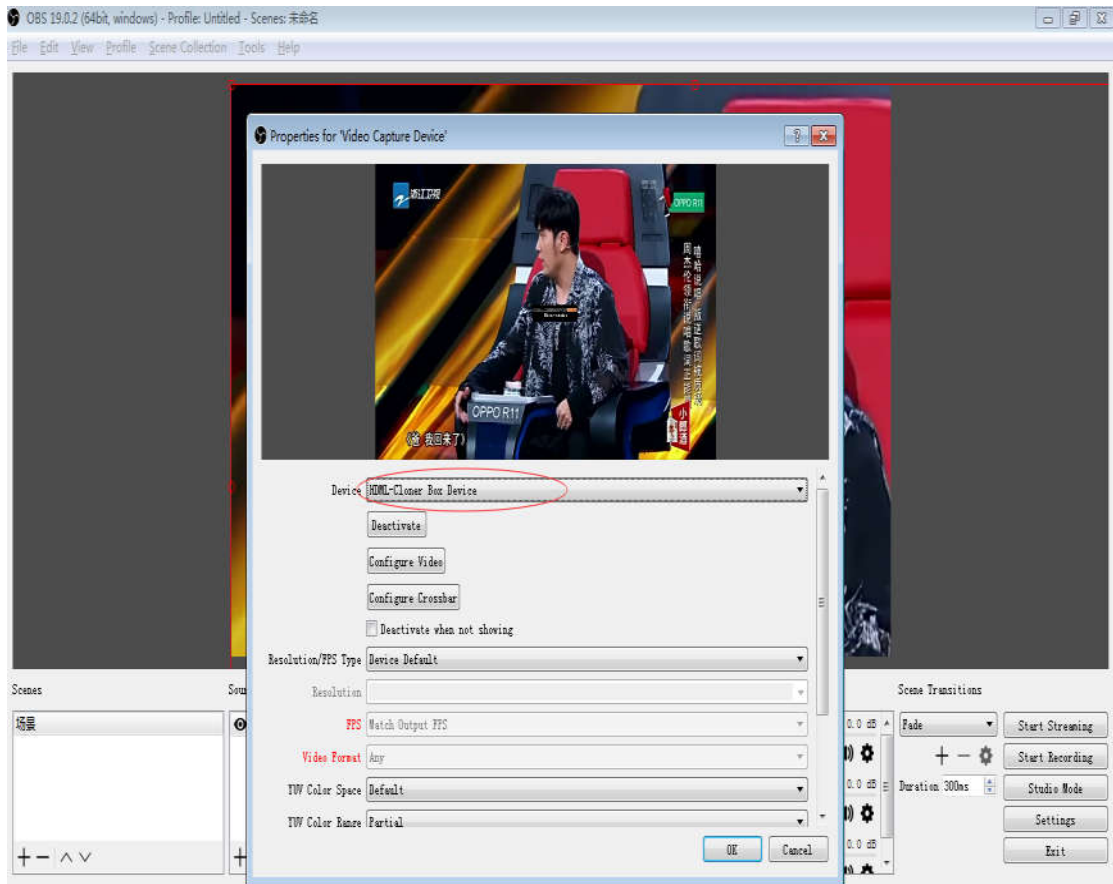 OBS 19.0.2 (64bit, windows) - Profile: Untitled - Scenes: 未命名
File Edit View Profile Scene Collection Tools Help
Properties for 'Video Capture Device'
浙江卫视
OPPO R11
OPPO R11
《爸 我回来了》
小
酒
Device HDML-Cloner Box Device
Deactivate
Configure Video
Configure Crossbar
Deactivate when not showing
Resolution/FPS Type Device Default
Resolution
FPS Match Output FPS
Video Format Any
YUV Color Space Default
YUV Color Range Partial
OK Cancel
Scenes
场景
Sou
0.0 dB
0.0 dB
0.0 dB
Scene Transitions
Fade
Duration 300ms
Start Streaming
Start Recording
Studio Mode
Settings
Exit